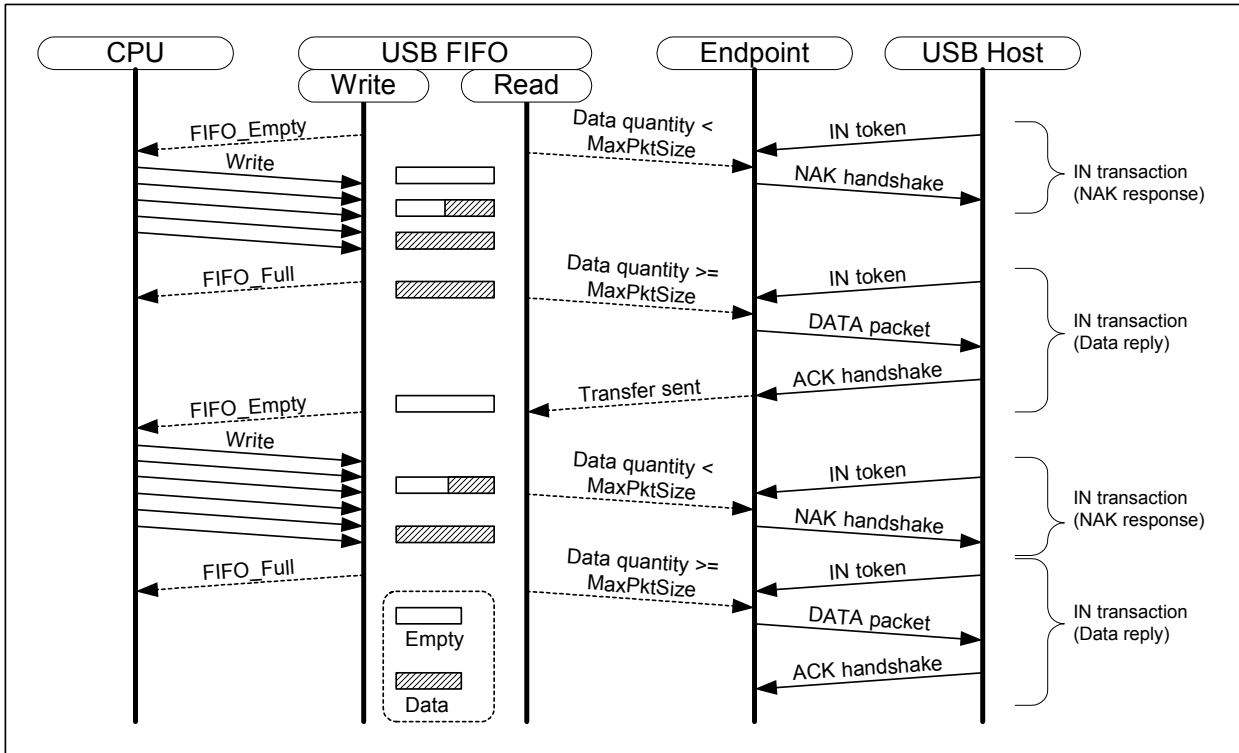 CPU
USB FIFO
Endpoint
USB Host
Write
Read
FIFO_Empty
Data quantity <
MaxPktSize
IN token
Write
NAK handshake
IN transaction
(NAK response)
FIFO_Full
Data quantity >=
MaxPktSize
IN token
DATA packet
IN transaction
(Data reply)
ACK handshake
Transfer sent
FIFO_Empty
Write
Data quantity <
MaxPktSize
IN token
NAK handshake
IN transaction
(NAK response)
FIFO_Full
Data quantity >=
MaxPktSize
IN token
DATA packet
IN transaction
(Data reply)
ACK handshake
Empty
Data